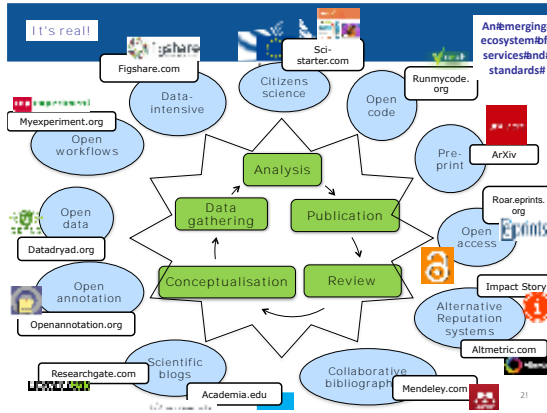 It's real!
An#emerging
ecosystem#of
services#and#
standards#
figshare
Figshare.com
Sci-
starter.com
Data-
intensive
Citizens
science
Runmycode.
org
Open
code
Myexperiment.org
Open
workflows
Analysis
Pre-
print
ArXiv
Data
gathering
Publication
Roar.eprints.
org
eprints
Open
access
Open
data
Datadryad.org
Open
annotation
Openannotation.org
Conceptualisation
Review
Impact Story
Alternative
Reputation
systems
Altmetric.com
Scientific
blogs
Researchgate.com
Academia.edu
Collaborative
bibliograph
Mendeley.com